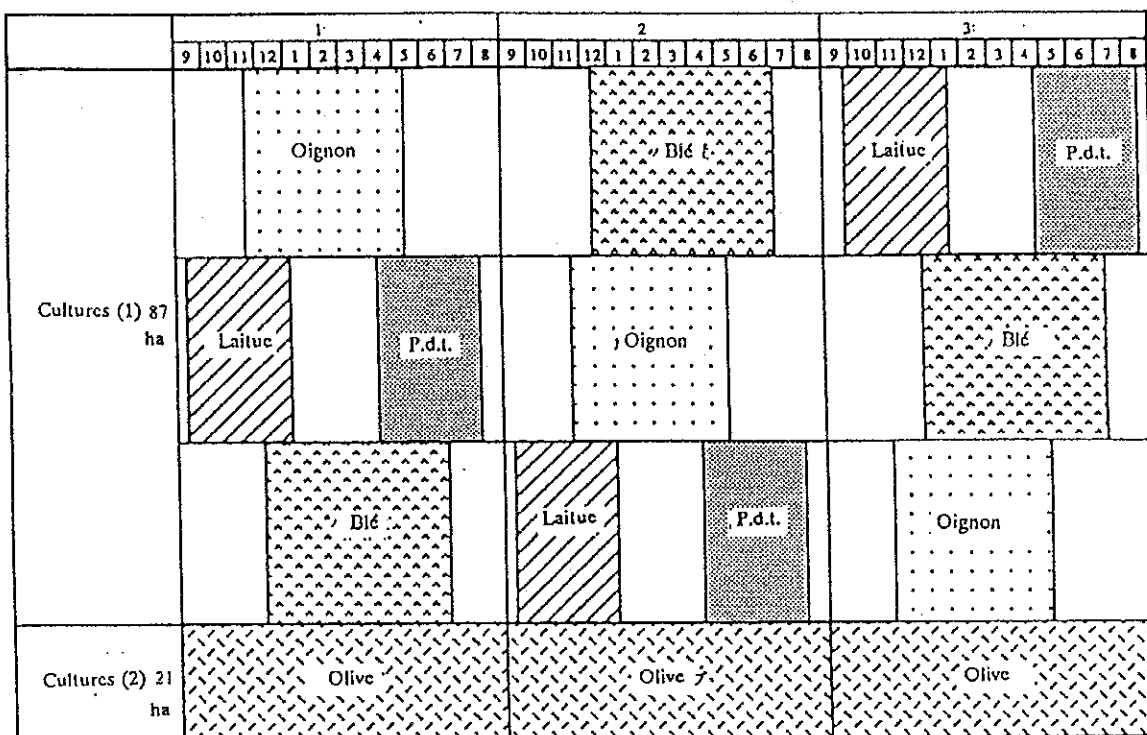 1 2 3
9 10 11 12 1 2 3 4 5 6 7 8 9 10 11 12 1 2 3 4 5 6 7 8 9 10 11 12 1 2 3 4 5 6 7 8
Oignon Blé Laitue P.d.t.
Cultures (1) 87
ha
Laitue P.d.t. Oignon Blé
Blé Laitue P.d.t. Oignon
Cultures (2) 21
ha
Olive Olive Olive